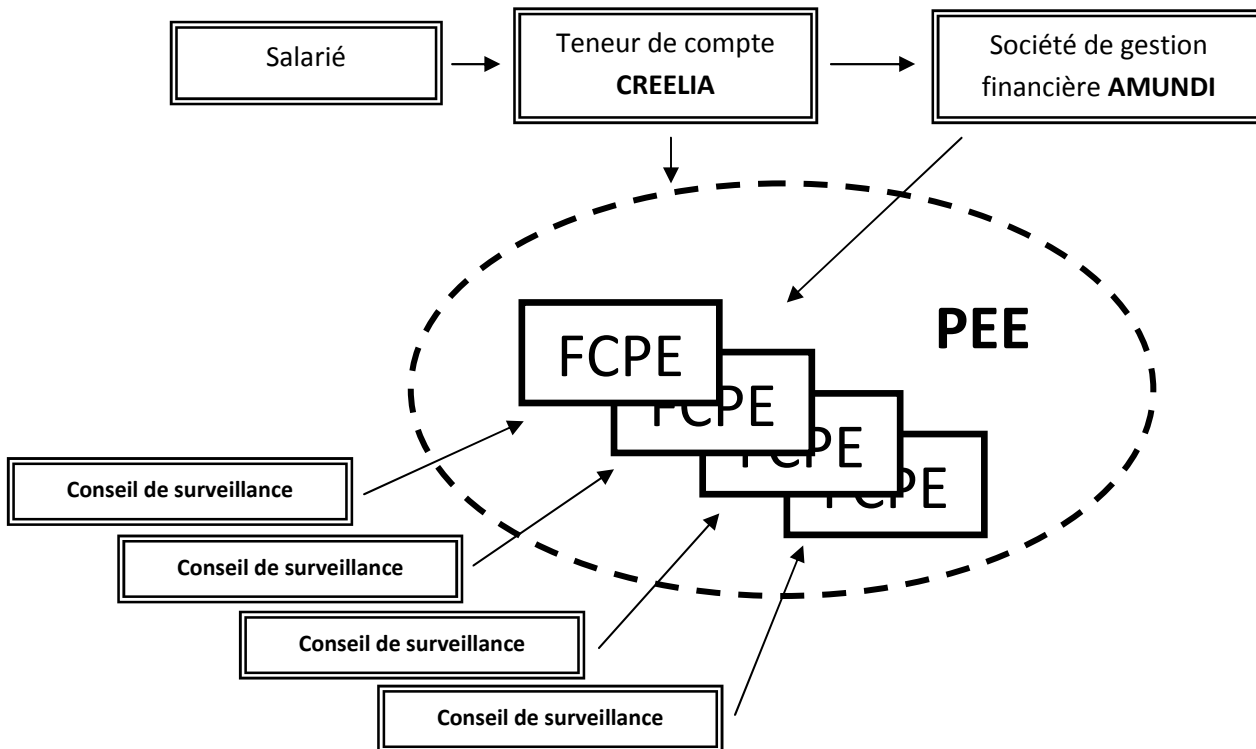 Salarié
Teneur de compte
CREELIA
Société de gestion
financière AMUNDI
PEE
FCPE
FCPE
FCPE
FCPE
Conseil de surveillance
Conseil de surveillance
Conseil de surveillance
Conseil de surveillance